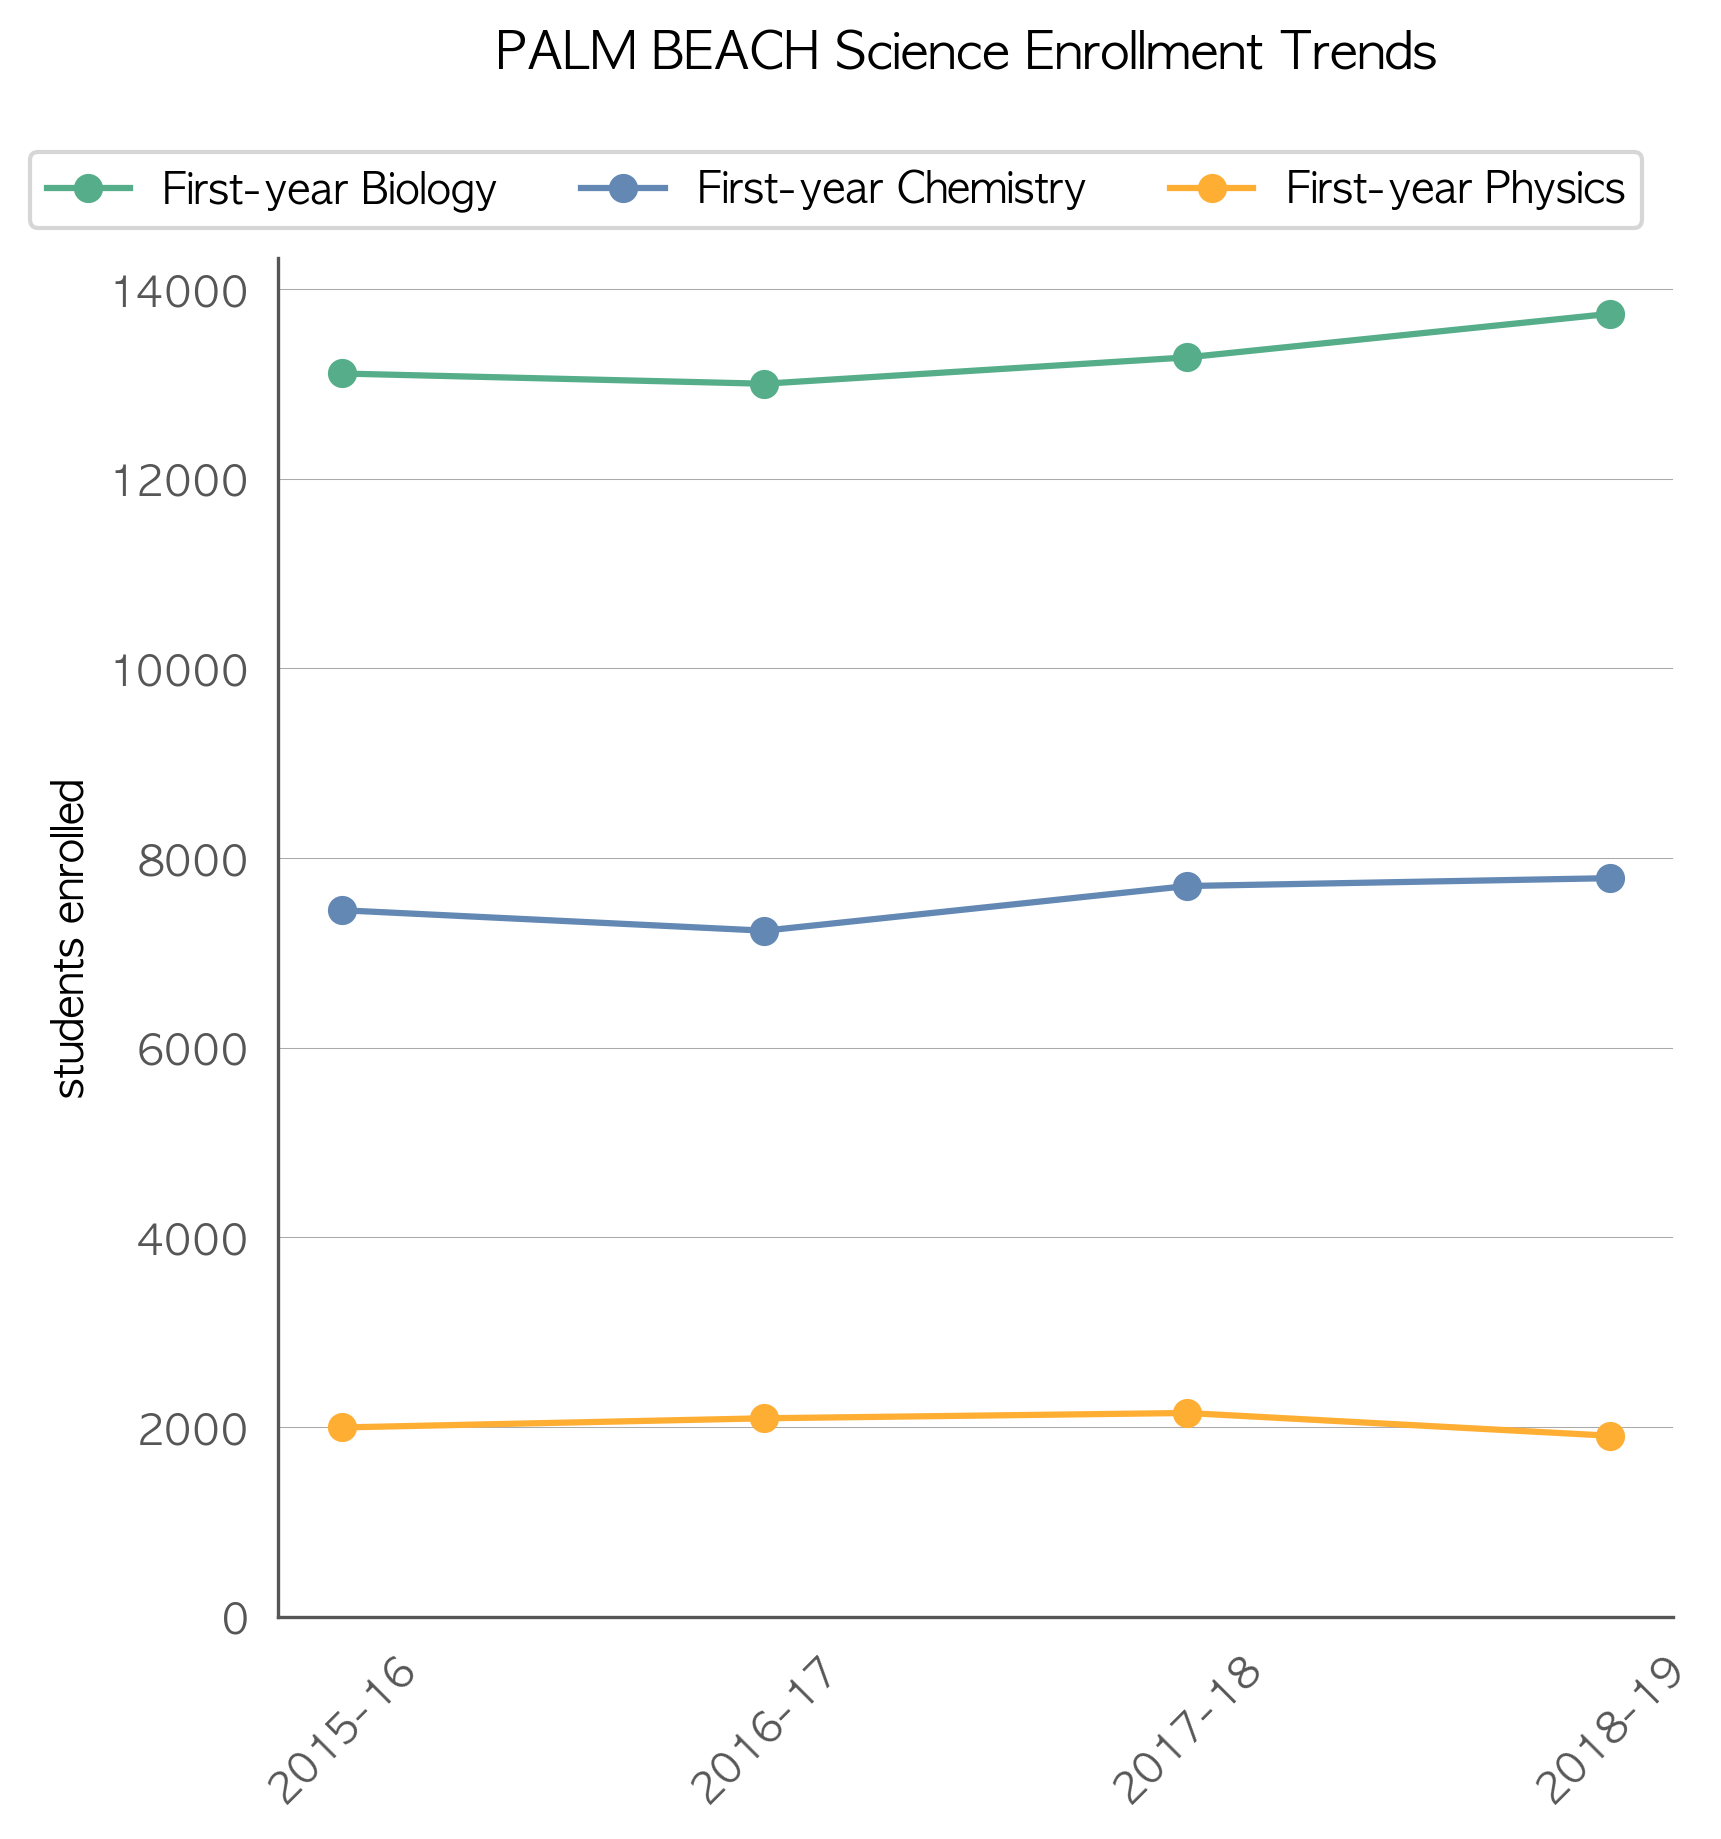 PALM BEACH Science Enrollment Trends
First-year Biology
First-year Chemistry
First-year Physics
14000
12000
10000
8000
6000
4000
2000
0
students enrolled
2015-16
2016-17
2017-18
2018-19